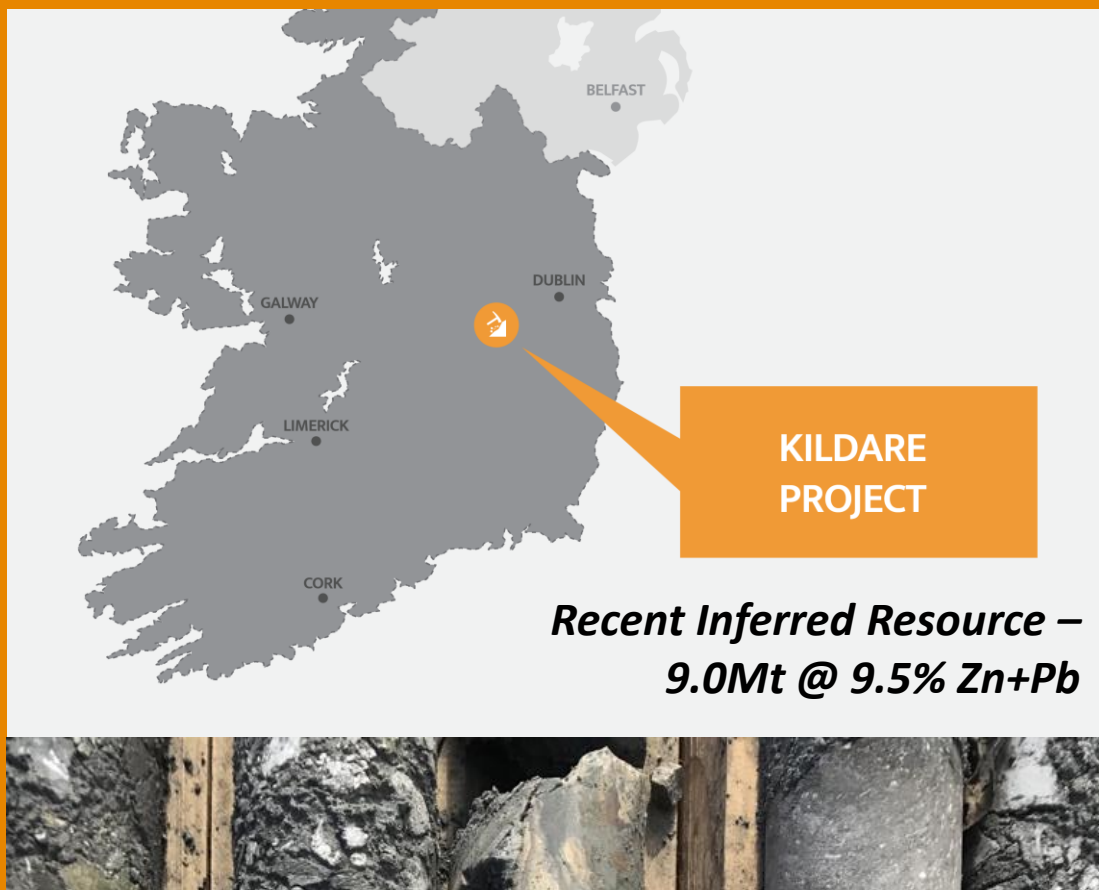 BELFAST
DUBLIN
GALWAY
LIMERICK
KILDARE
PROJECT
CORK
Recent Inferred Resource –
9.0Mt @ 9.5% Zn+Pb